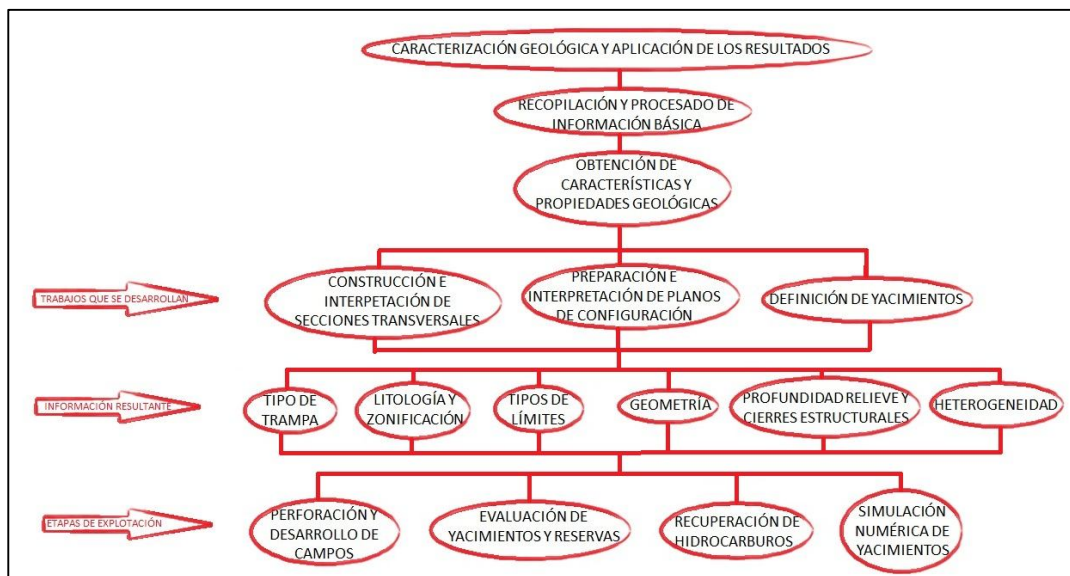 CARACTERIZACIÓN GEOLÓGICA Y APLICACIÓN DE LOS RESULTADOS
RECOPILACIÓN Y PROCESADO DE
INFORMACIÓN BÁSICA
OBTENCIÓN DE
CARACTERÍSTICAS Y
PROPIEDADES GEOLÓGICAS
TRABAJOS QUE SE DESARROLLAN
CONSTRUCCIÓN E
INTERPETACIÓN DE
SECCIONES TRANSVERSALES
PREPARACIÓN E
INTERPRETACIÓN DE PLANOS
DE CONFIGURACIÓN
DEFINICIÓN DE YACIMIENTOS
INFORMACIÓN RESULTANTE
TIPO DE
TRAMPA
LITOLOGÍA Y
ZONIFICACIÓN
TIPOS DE
LÍMITES
GEOMETRÍA
PROFUNDIDAD RELIEVE Y
CIERRES ESTRUCTURALES
HETEROGENEIDAD
ETAPAS DE EXPLOTACIÓN
PERFORACIÓN Y
DESARROLLO DE
CAMPOS
EVALUACIÓN DE
YACIMIENTOS Y RESERVAS
RECUPERACIÓN DE
HIDROCARBUROS
SIMULACIÓN
NUMÉRICA DE
YACIMIENTOS